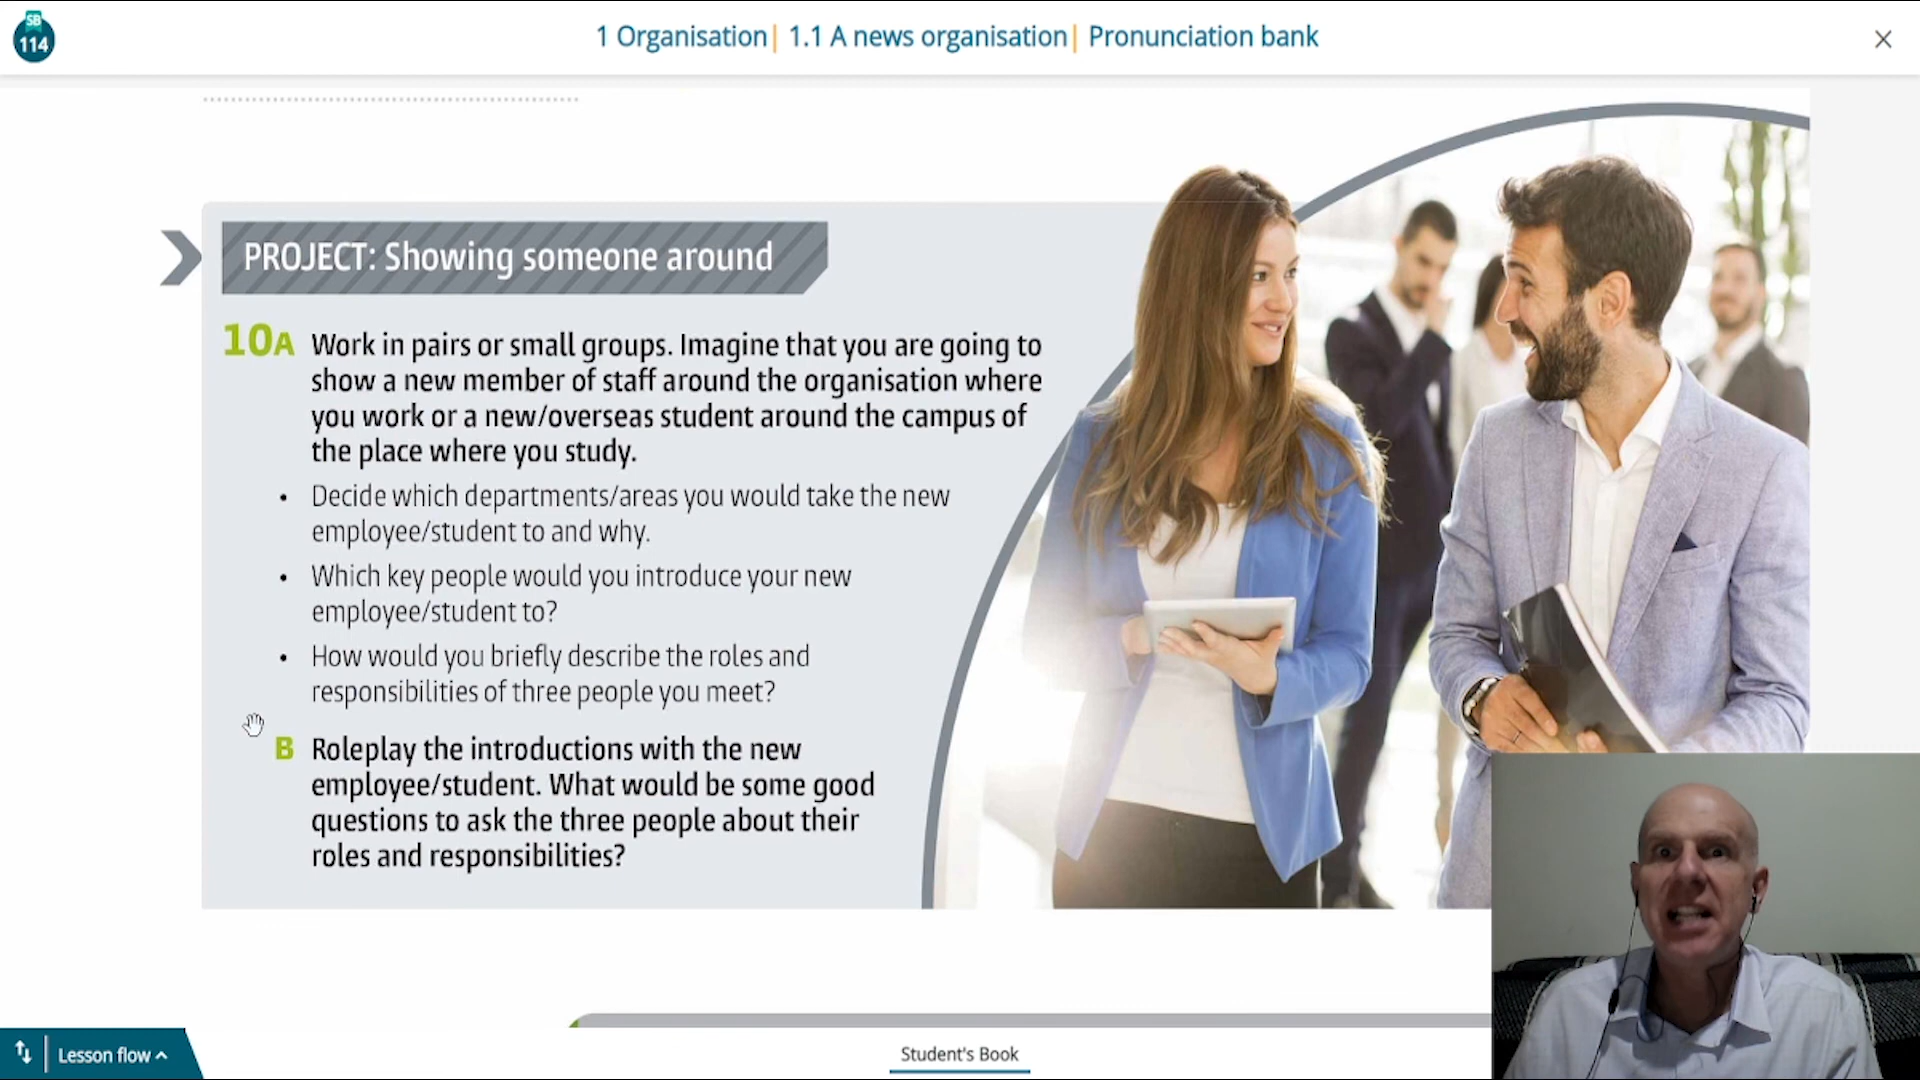 SB
114
1 Organisation| 1.1 A news organisation| Pronunciation bank
PROJECT: Showing someone around
10A Work in pairs or small groups. Imagine that you are going to
show a new member of staff around the organisation where
you work or a new/overseas student around the campus of
the place where you study.
• Decide which departments/areas you would take the new
employee/student to and why.
• Which key people would you introduce your new
employee/student to?
• How would you briefly describe the roles and
responsibilities of three people you meet?
B Roleplay the introductions with the new
employee/student. What would be some good
questions to ask the three people about their
roles and responsibilities?
Lesson flow
Student's Book